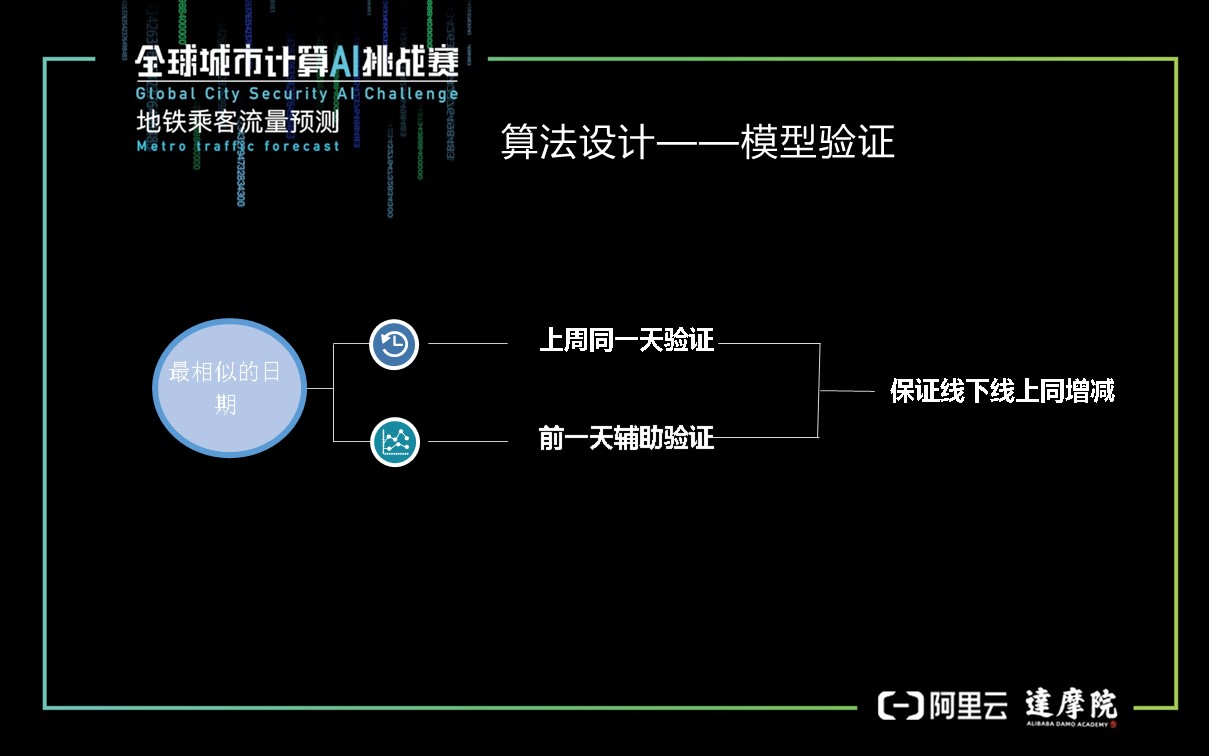 全球城市计算AI挑战赛
Global City Security AI Challenge
地铁乘客流量预测
Metro traffic forecast
算法设计——模型验证
最相似的日
期
上周同一天验证
前一天辅助验证
保证线下线上同增减
阿里云
達摩院
ALIBABA DAMO ACADEMY